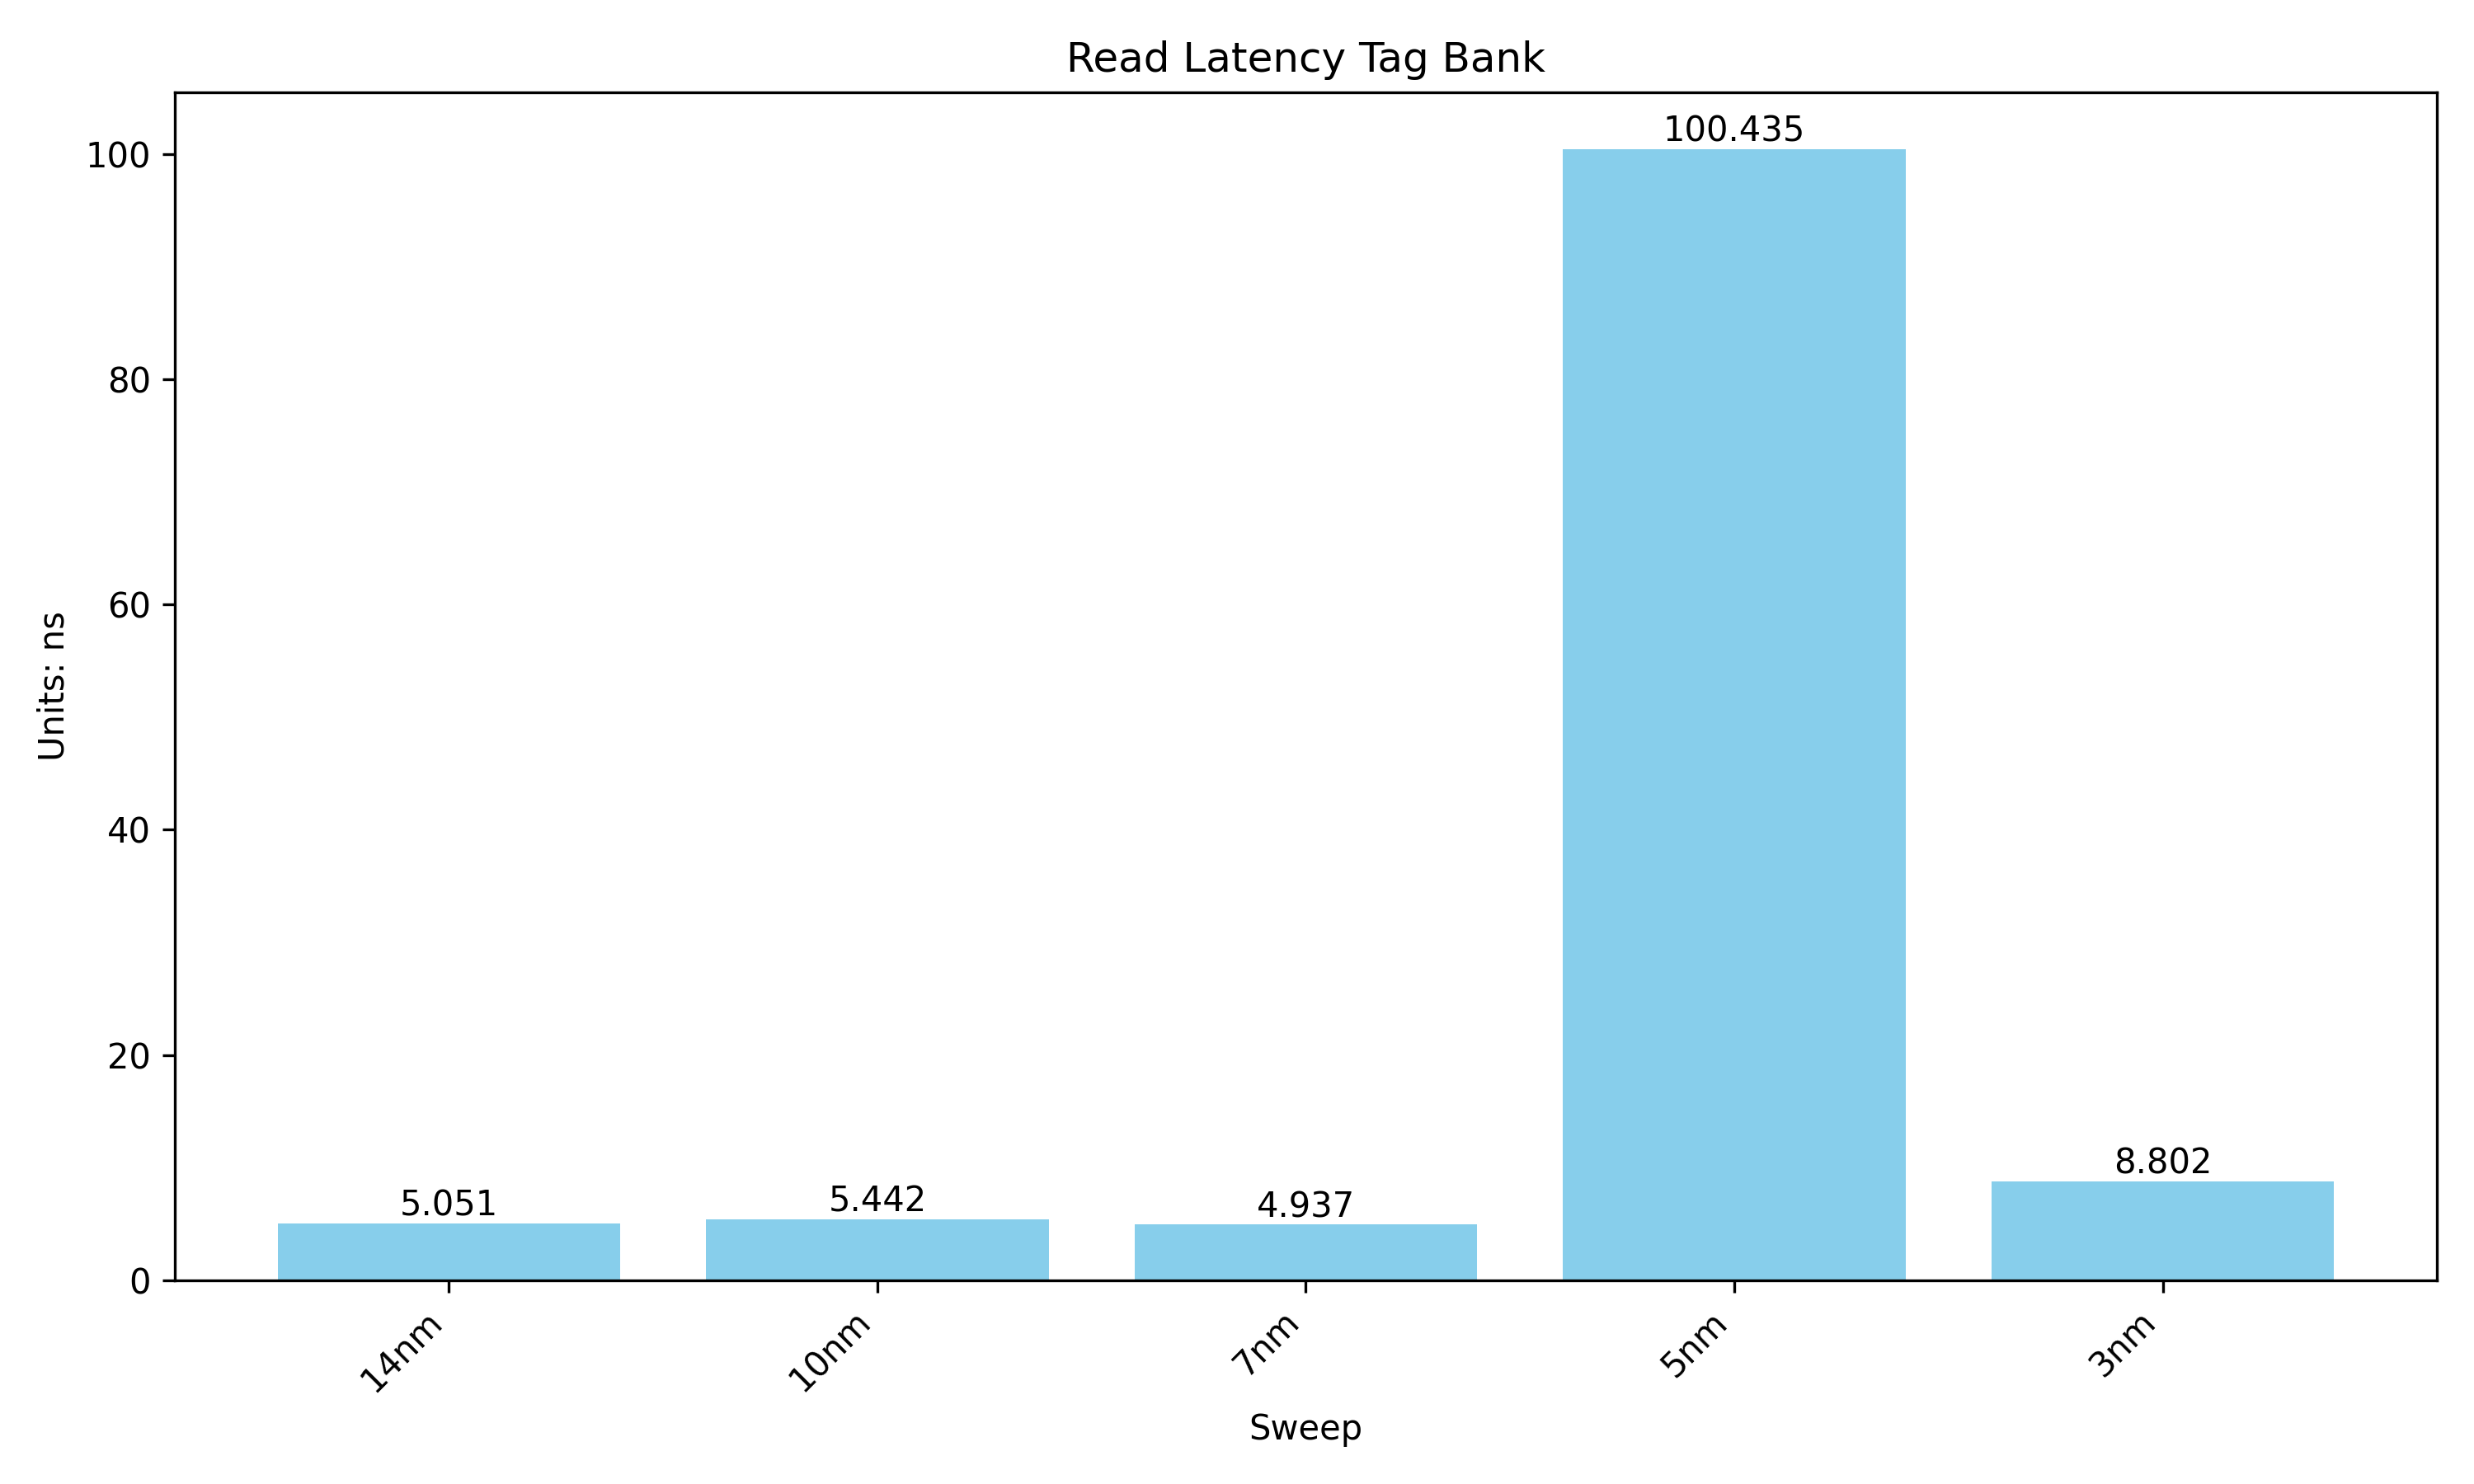 Read Latency Tag Bank
100
80
60
40
20
0
Units: ns
5.051
5.442
4.937
100.435
8.802
14nm
10nm
7nm
5nm
3nm
Sweep